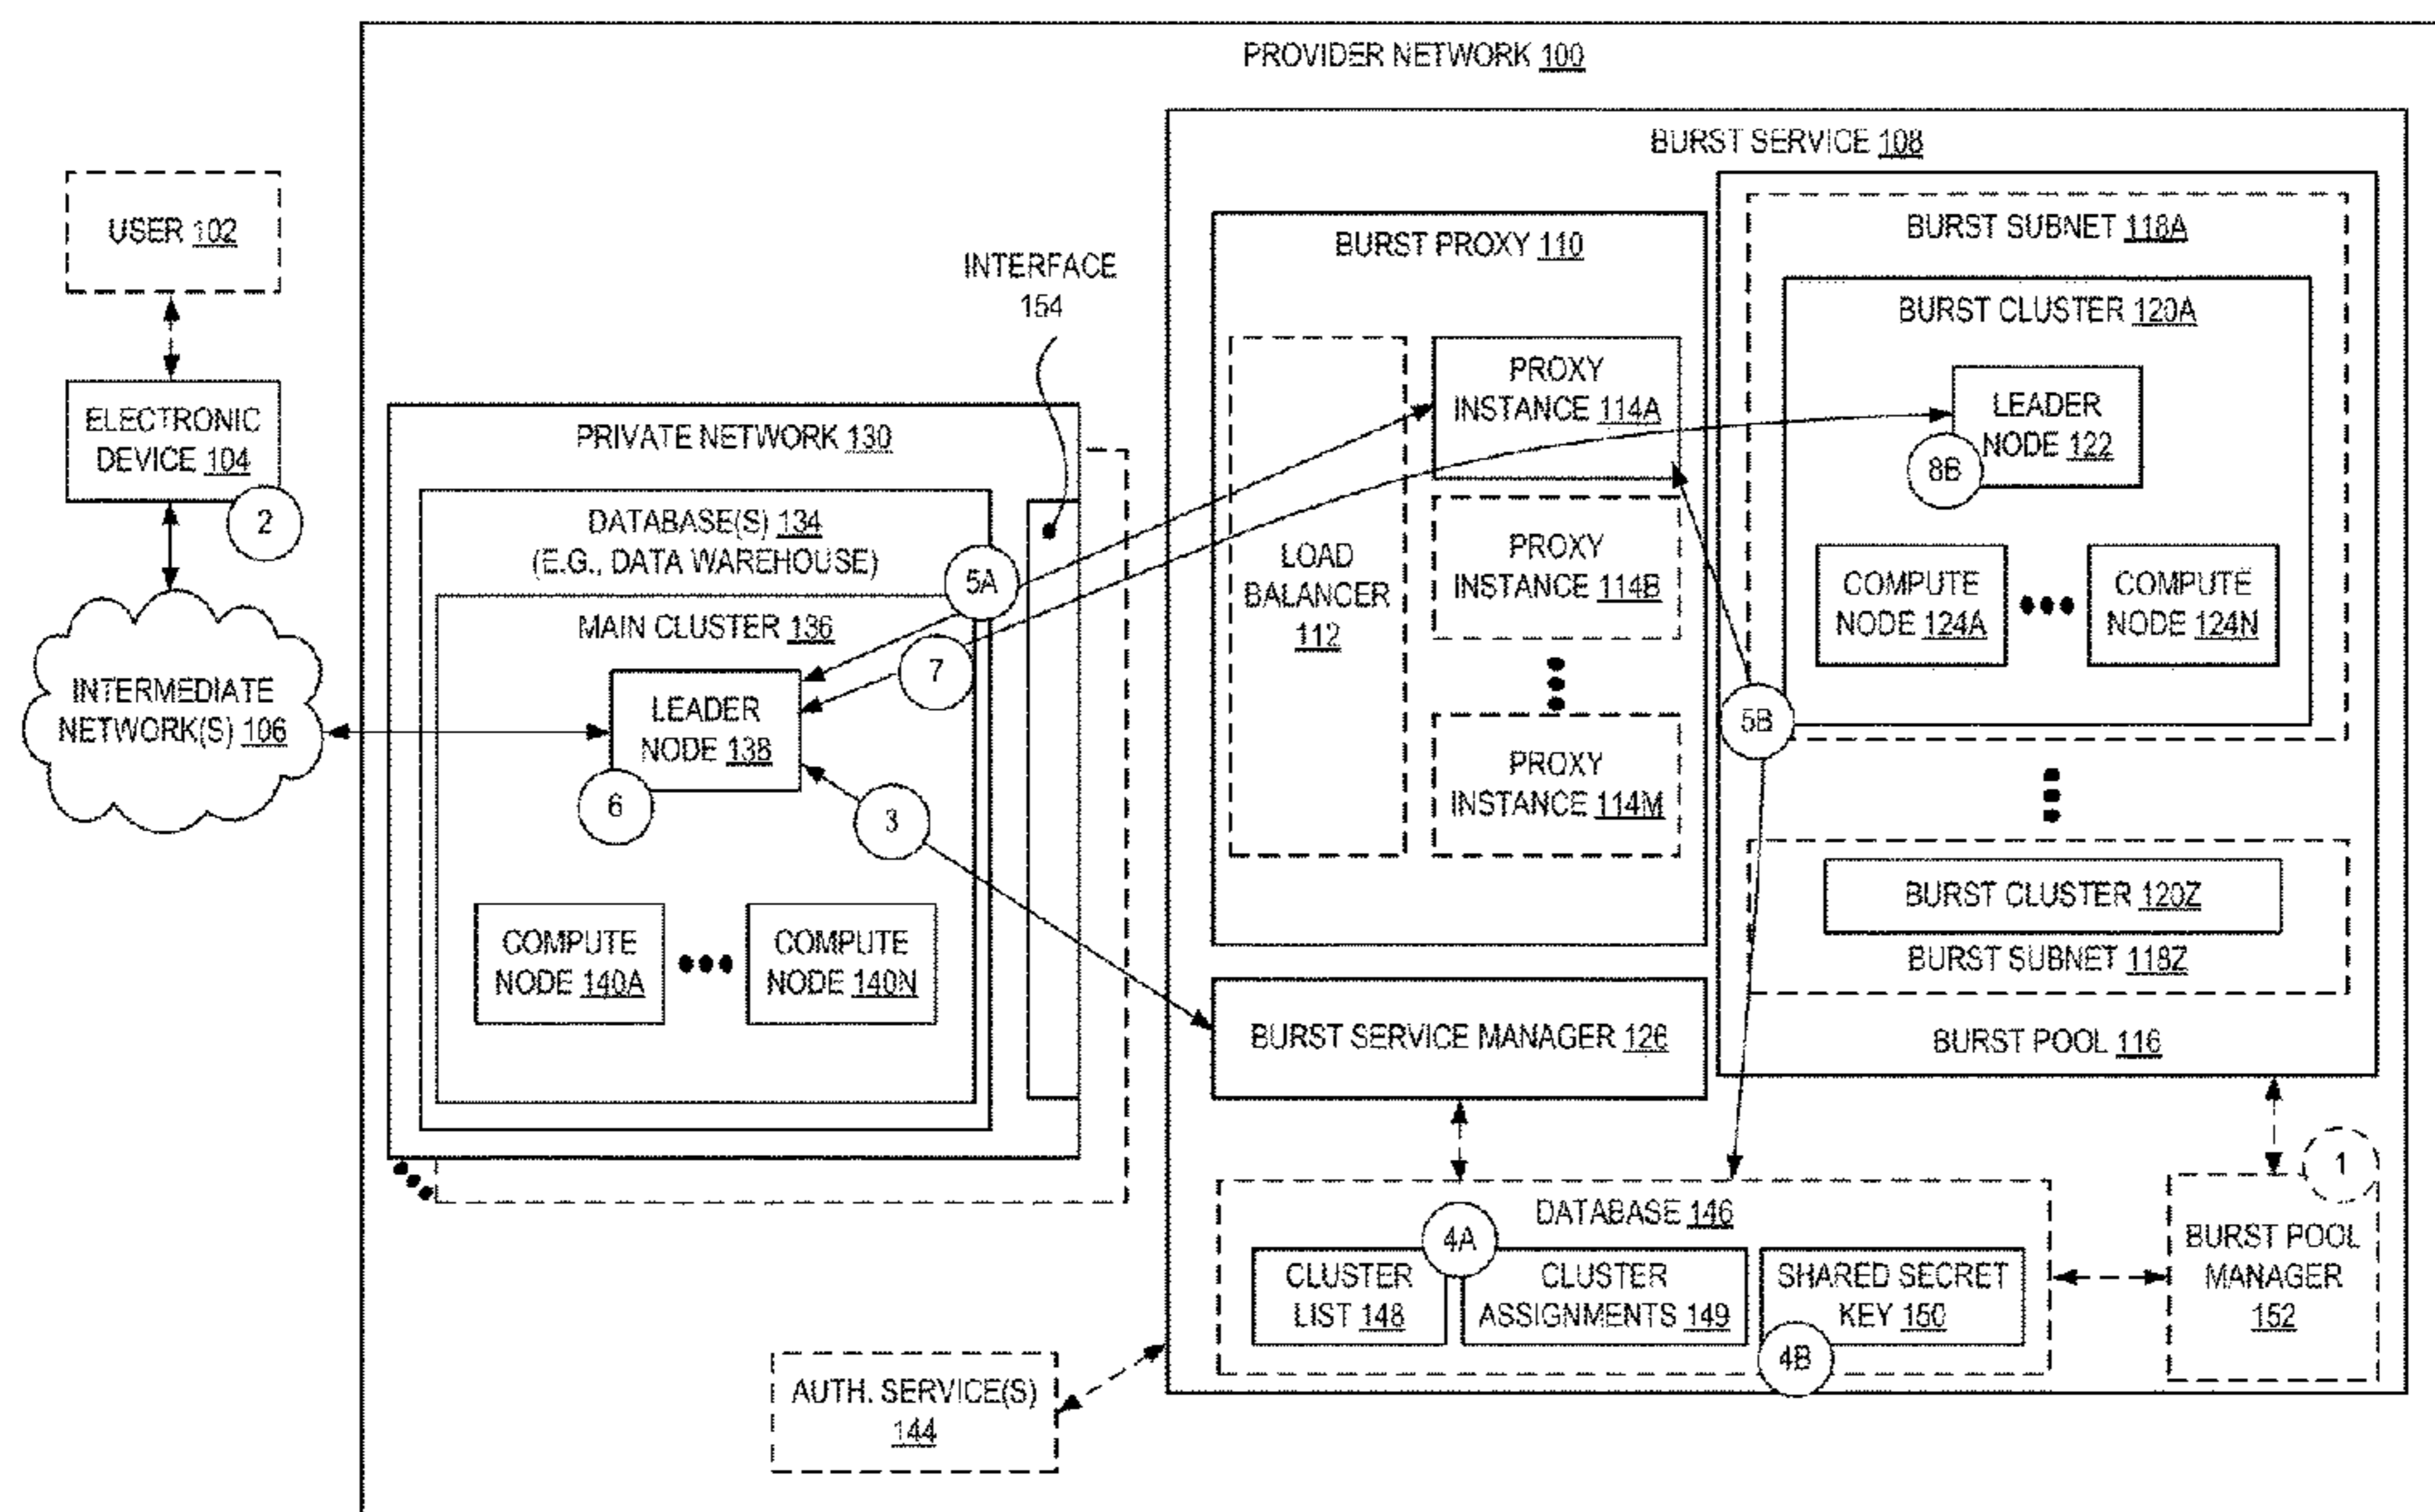 PROVIDER NETWORK 100
BURST SERVICE 108
USER 102
ELECTRONIC
DEVICE 104
2
INTERMEDIATE
NETWORK(S) 106
INTERFACE
154
PRIVATE NETWORK 130
DATABASE(S) 134
(E.G., DATA WAREHOUSE)
MAIN CLUSTER 136
5A
7
LEADER
NODE 138
6
3
COMPUTE
NODE 140A
COMPUTE
NODE 140N
BURST PROXY 110
LOAD
BALANCER
112
PROXY
INSTANCE 114A
PROXY
INSTANCE 114B
PROXY
INSTANCE 114M
BURST SUBNET 118A
BURST CLUSTER 120A
LEADER
NODE 122
8B
COMPUTE
NODE 124A
COMPUTE
NODE 124N
5B
BURST CLUSTER 120Z
BURST SUBNET 118Z
BURST POOL 116
BURST SERVICE MANAGER 126
DATABASE 146
4A
CLUSTER
LIST 148
CLUSTER
ASSIGNMENTS 149
SHARED SECRET
KEY 150
4B
1
BURST POOL
MANAGER
152
AUTH. SERVICE(S)
144